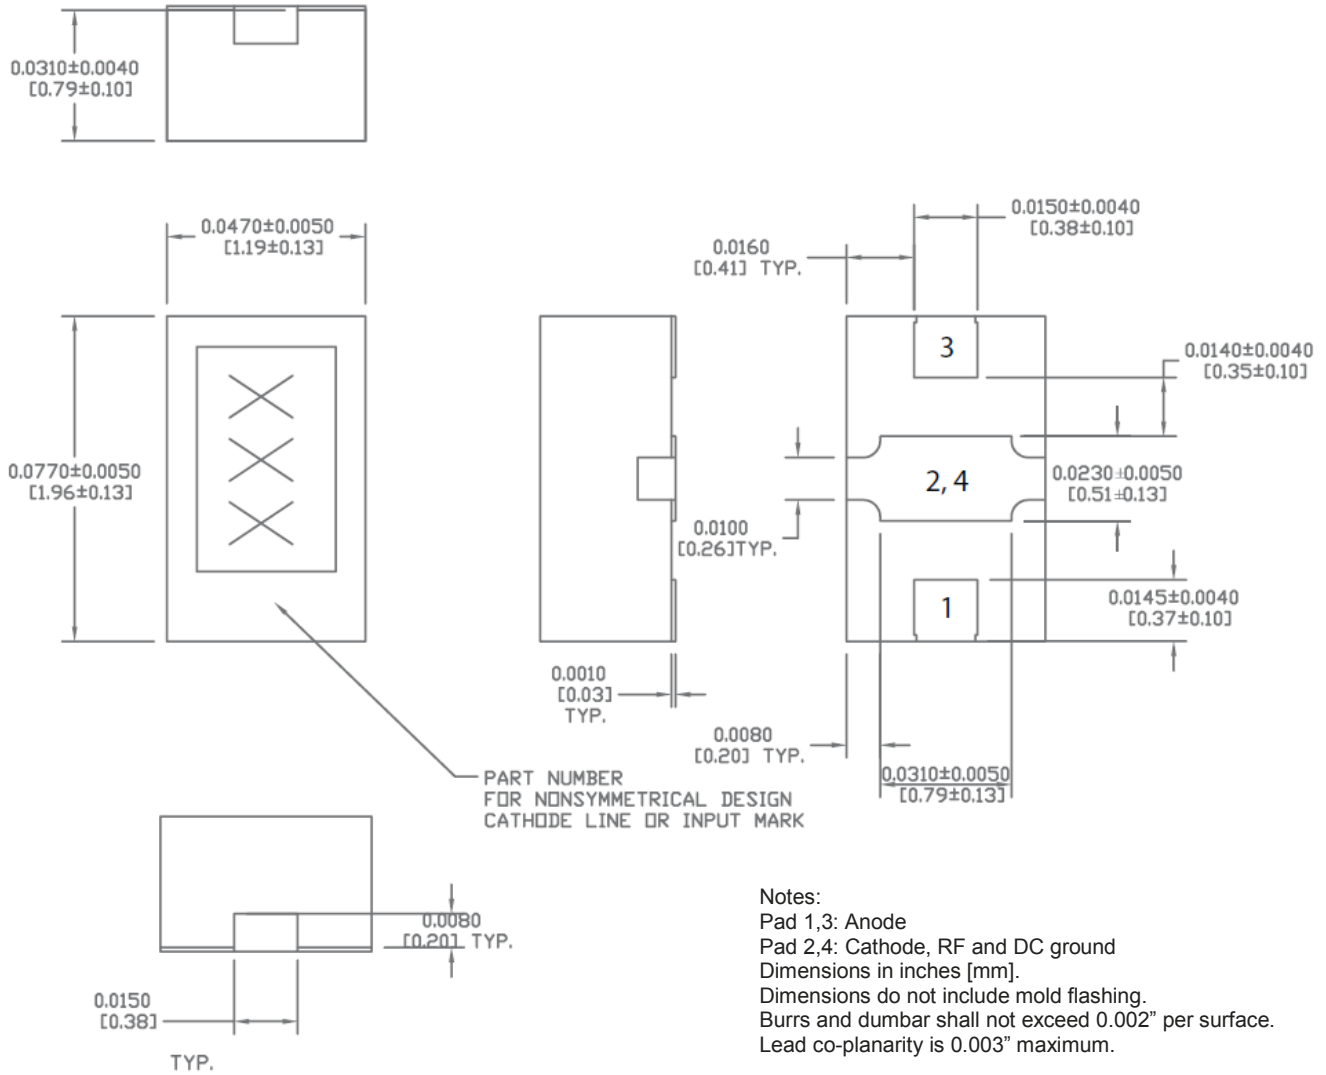 0.0310±0.0040
[0.79±0.10]
0.0470±0.0050
[1.19±0.13]
0.0150±0.0040
[0.38±0.10]
0.0160
[0.41] TYP.
3
0.0140±0.0040
[0.35±0.10]
0.0770±0.0050
[1.96±0.13]
2, 4
0.0230±0.0050
[0.51±0.13]
0.0100
[0.26]TYP.
1
0.0145±0.0040
[0.37±0.10]
0.0010
[0.03]
TYP.
0.0080
[0.20] TYP.
0.0310±0.0050
[0.79±0.13]
PART NUMBER
FOR NONSYMMETRICAL DESIGN
CATHODE LINE OR INPUT MARK
0.0080
[0.20] TYP.
0.0150
[0.38]
TYP.
Notes:
Pad 1,3: Anode
Pad 2,4: Cathode, RF and DC ground
Dimensions in inches [mm].
Dimensions do not include mold flashing.
Burrs and dumbar shall not exceed 0.002” per surface.
Lead co-planarity is 0.003” maximum.